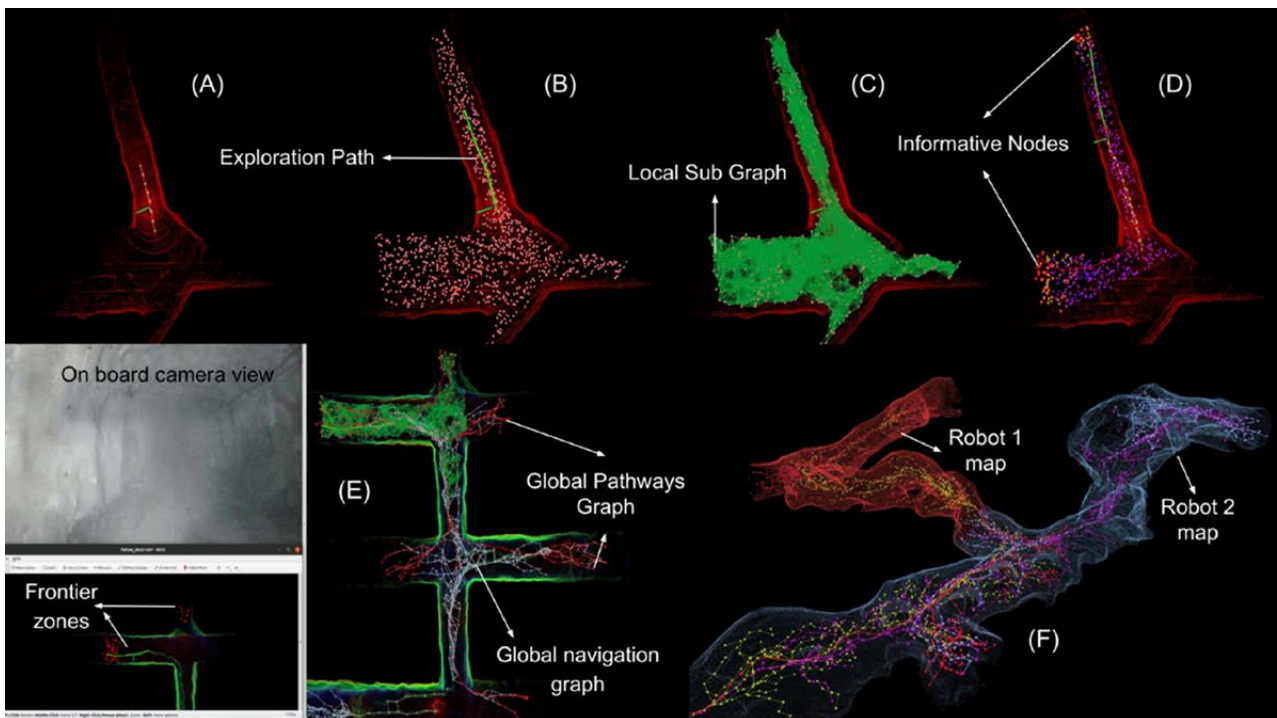 (A)
(B)
(C)
(D)
Exploration Path
Local Sub Graph
Informative Nodes
On board camera view
Frontier
zones
(E)
Global Pathways
Graph
Global navigation
graph
Robot 1
map
Robot 2
map
(F)